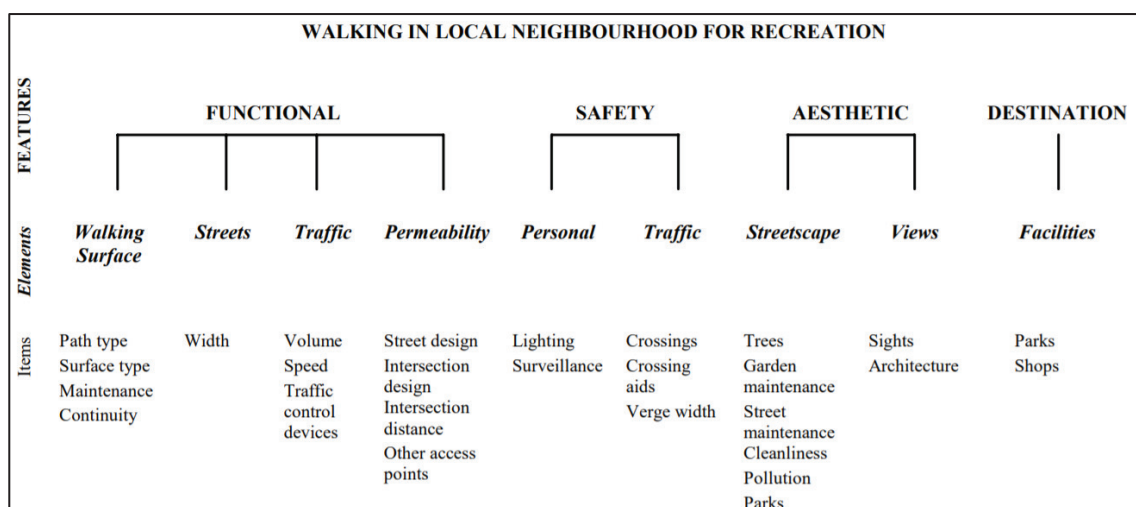 WALKING IN LOCAL NEIGHBOURHOOD FOR RECREATION
FEATURES
FUNCTIONAL SAFETY AESTHETIC DESTINATION
Elements
Walking Surface
Streets
Traffic
Permeability
Personal
Traffic
Streetscape
Views
Facilities
Items
Path type
Surface type
Maintenance
Continuity
Width
Volume
Speed
Traffic
control
devices
Street design
Intersection
design
Intersection
distance
Other access
points
Lighting
Surveillance
Crossings
Crossing
aids
Verge width
Trees
Garden
maintenance
Street
maintenance
Cleanliness
Pollution
Parks
Sights
Architecture
Parks
Shops